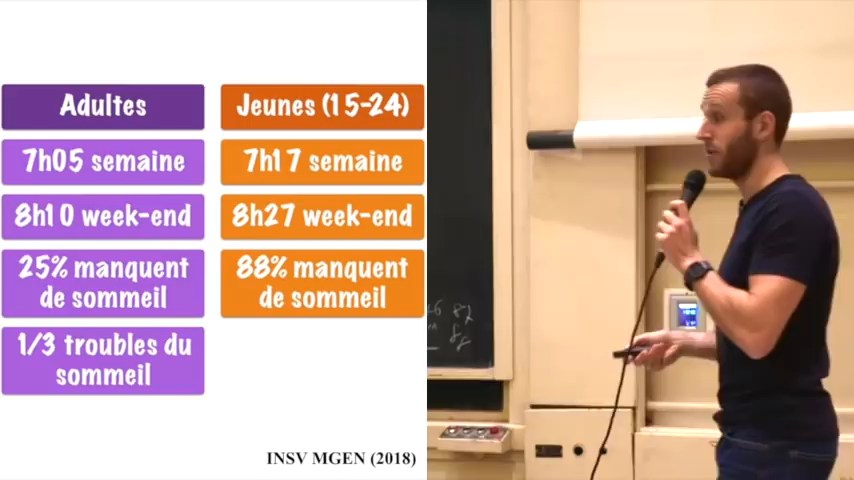 Adultes
Jeunes (15-24)
7h05 semaine
7h17 semaine
8h10 week-end
8h27 week-end
25% manquent
de sommeil
88% manquent
de sommeil
1/3 troubles du
sommeil
INSV MGEN (2018)